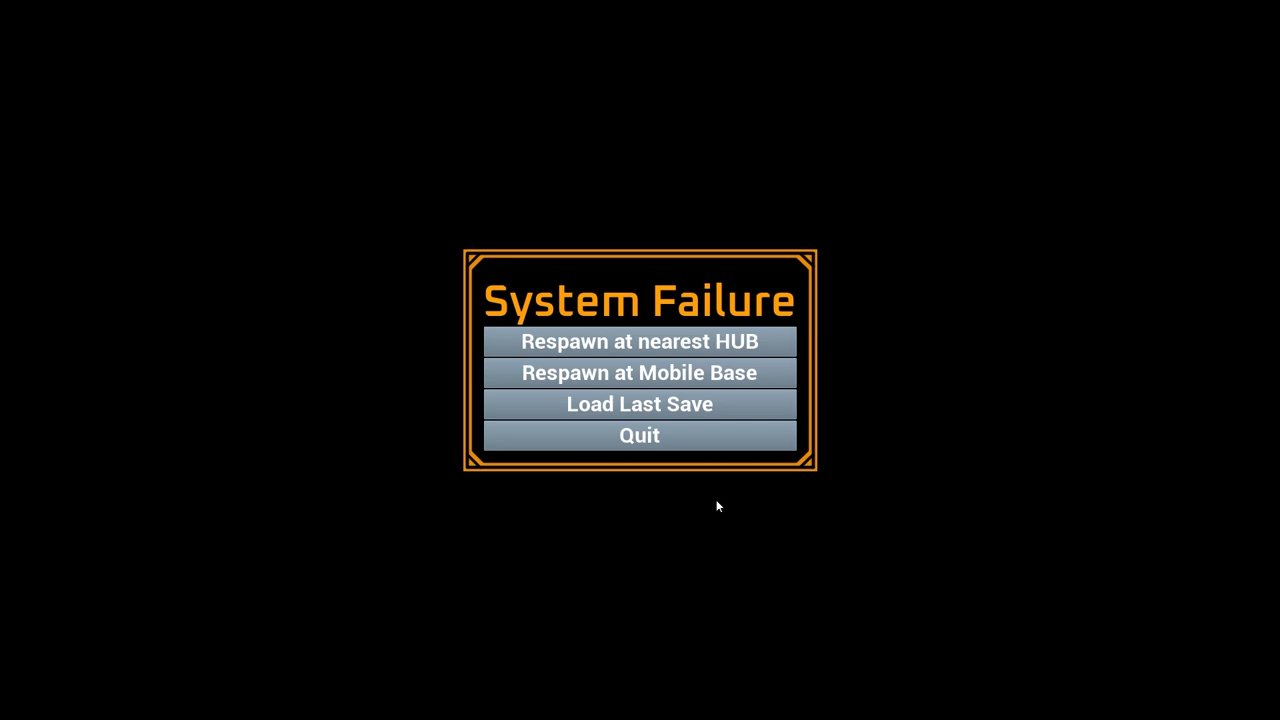 System Failure
Respawn at nearest HUB
Respawn at Mobile Base
Load Last Save
Quit